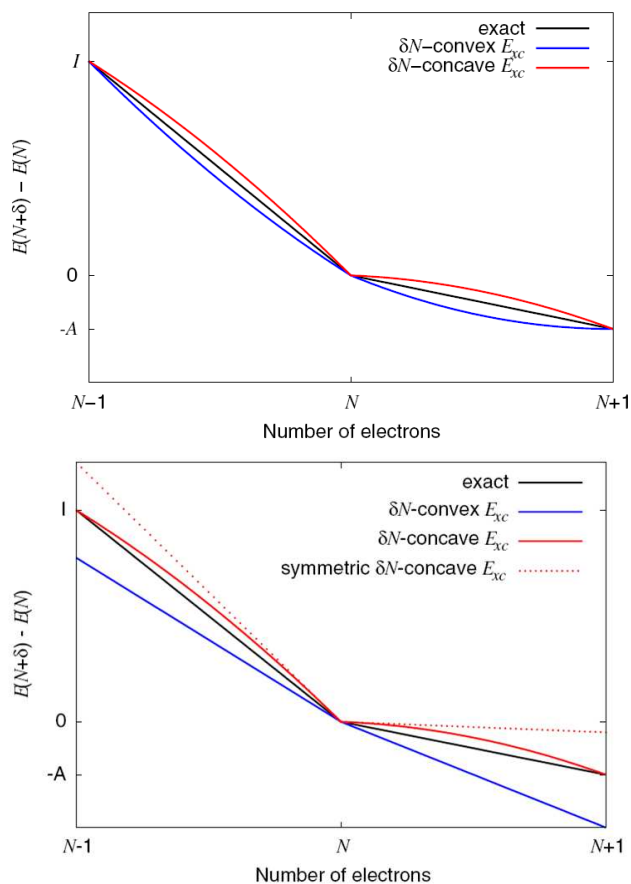 exact
δN−convex Exc
δN−concave Exc
I
0
-A
E(N+δ) − E(N)
N−1
N
N+1
Number of electrons
exact
δN-convex Exc
δN-concave Exc
symmetric δN-concave Exc
I
0
-A
E(N+δ) - E(N)
N-1
N
N+1
Number of electrons